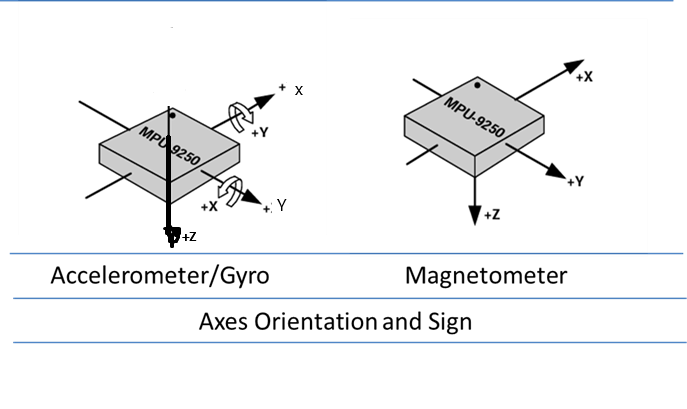 + x
+Y
MPU-9250
+X
+: Y
+Z
+X
MPU-9250
+Y
+Z
Accelerometer/Gyro
Magnetometer
Axes Orientation and Sign